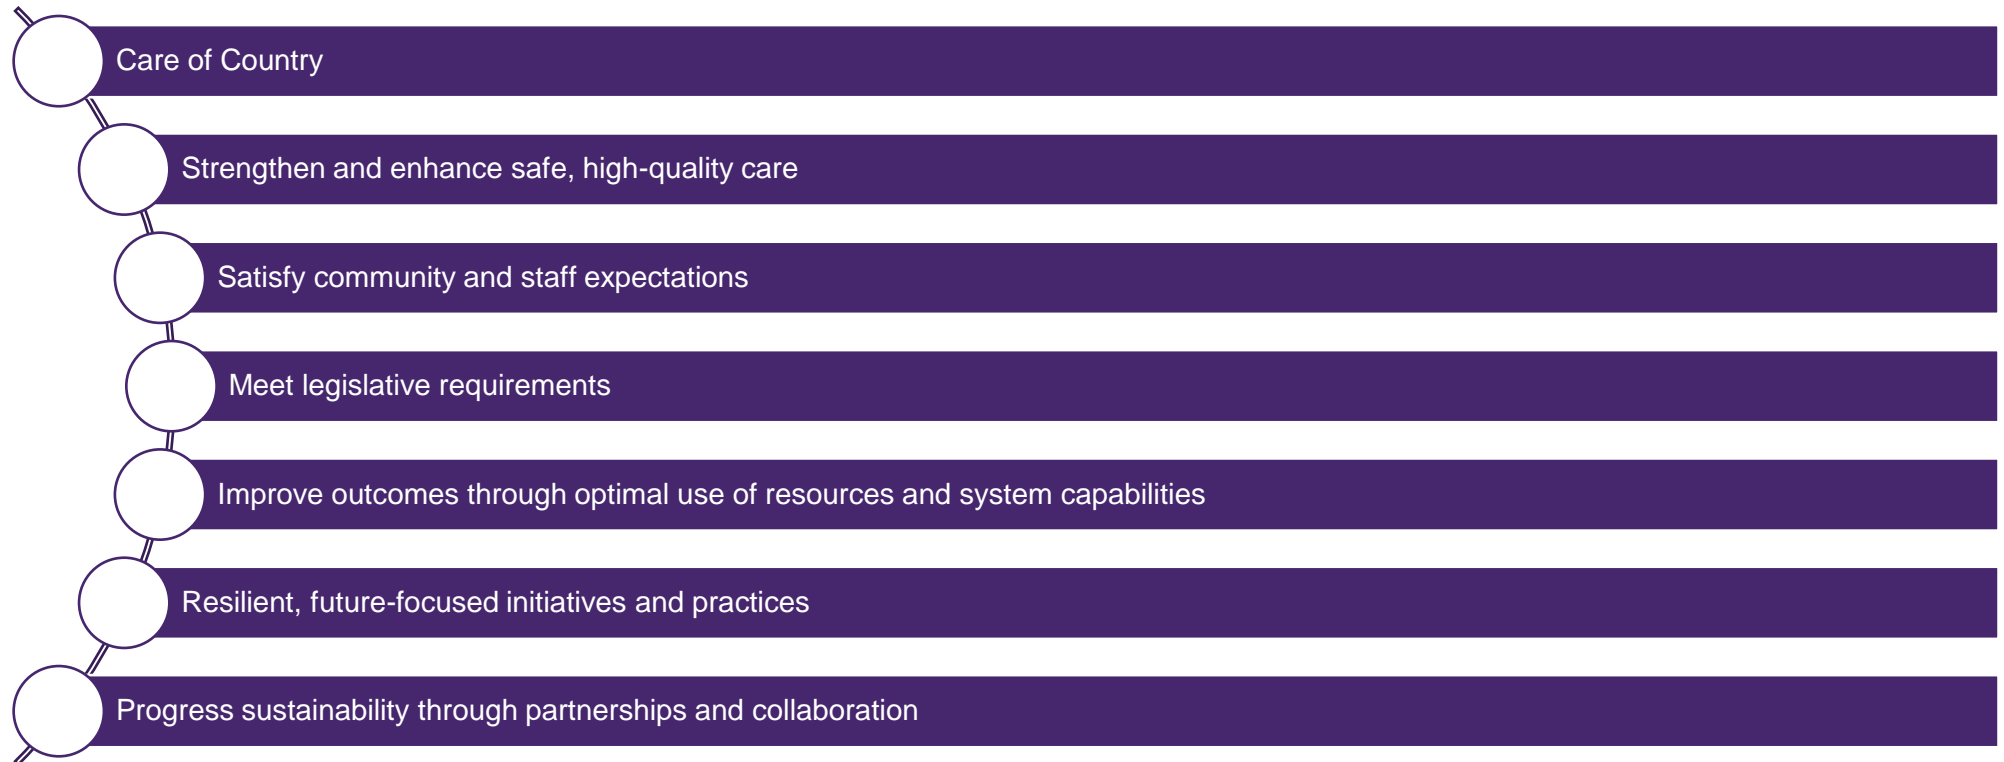 Care of Country
Strengthen and enhance safe, high-quality care
Satisfy community and staff expectations
Meet legislative requirements
Improve outcomes through optimal use of resources and system capabilities
Resilient, future-focused initiatives and practices
Progress sustainability through partnerships and collaboration